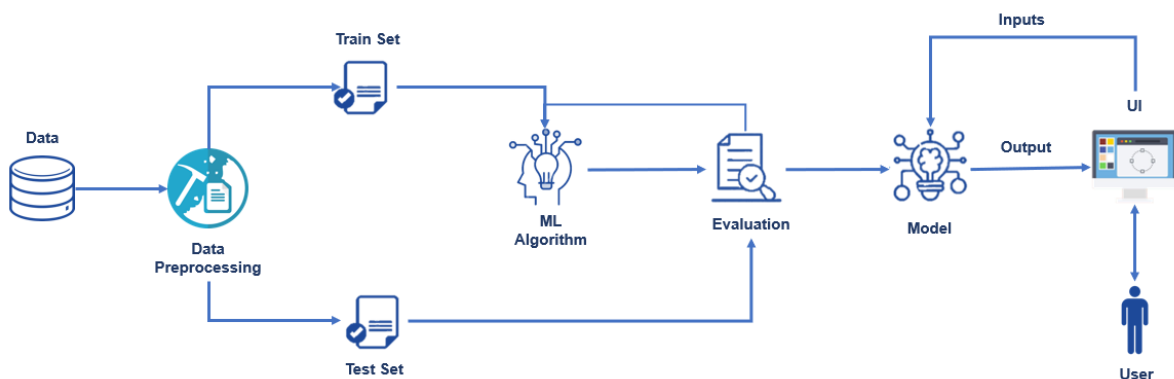 Train Set
Inputs
Data
UI
Output
ML
Algorithm
Evaluation
Model
Data
Preprocessing
Test Set
User